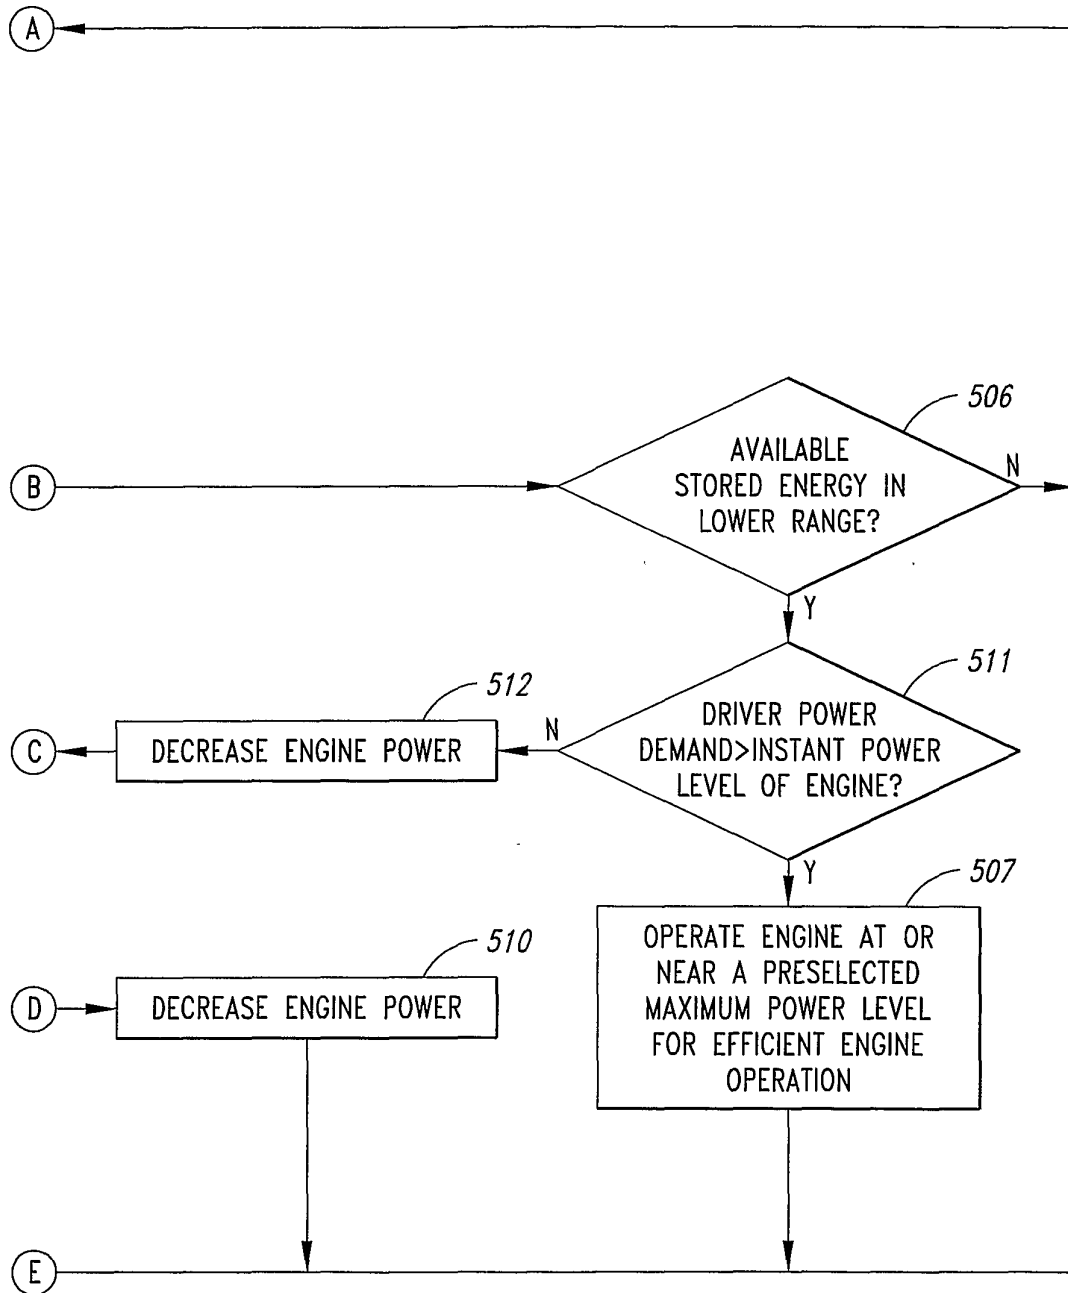 A
506
AVAILABLE
STORED ENERGY IN
LOWER RANGE?
N
B
Y
511
512
DRIVER POWER
DEMAND>INSTANT POWER
LEVEL OF ENGINE?
N
DECREASE ENGINE POWER
C
Y
507
510
OPERATE ENGINE AT OR
NEAR A PRESELECTED
MAXIMUM POWER LEVEL
FOR EFFICIENT ENGINE
OPERATION
D
DECREASE ENGINE POWER
E